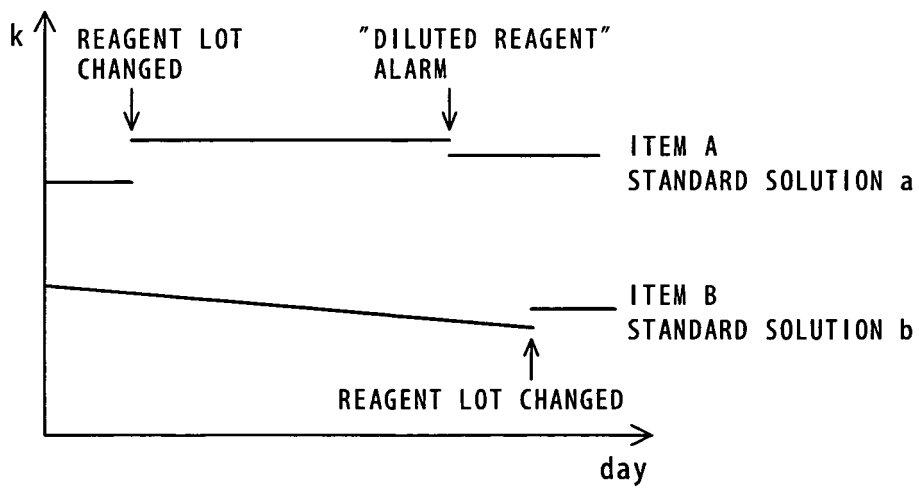 k
REAGENT LOT
CHANGED
"DILUTED REAGENT"
ALARM
ITEM A
STANDARD SOLUTION a
ITEM B
STANDARD SOLUTION b
REAGENT LOT CHANGED
day